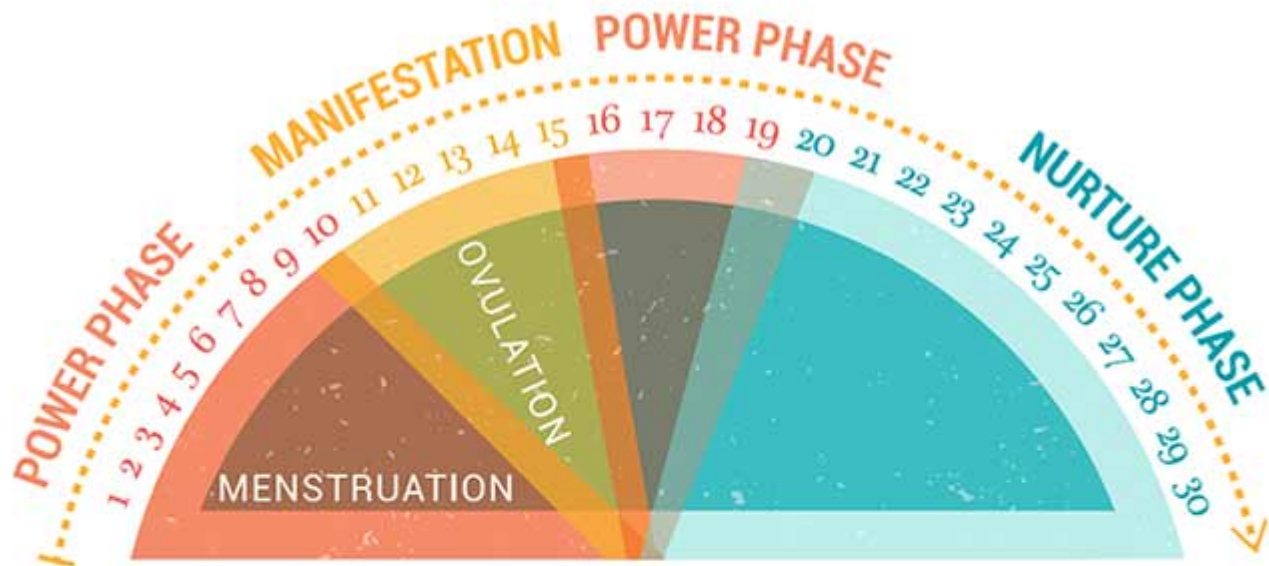 POWER PHASE
MANIFESTATION
POWER PHASE
NURTURE PHASE
1 2 3 4 5 6 7 8 9 10 11 12 13 14 15 16 17 18 19 20 21 22 23 24 25 26 27 28 29 30
OVULATION
MENSTRUATION